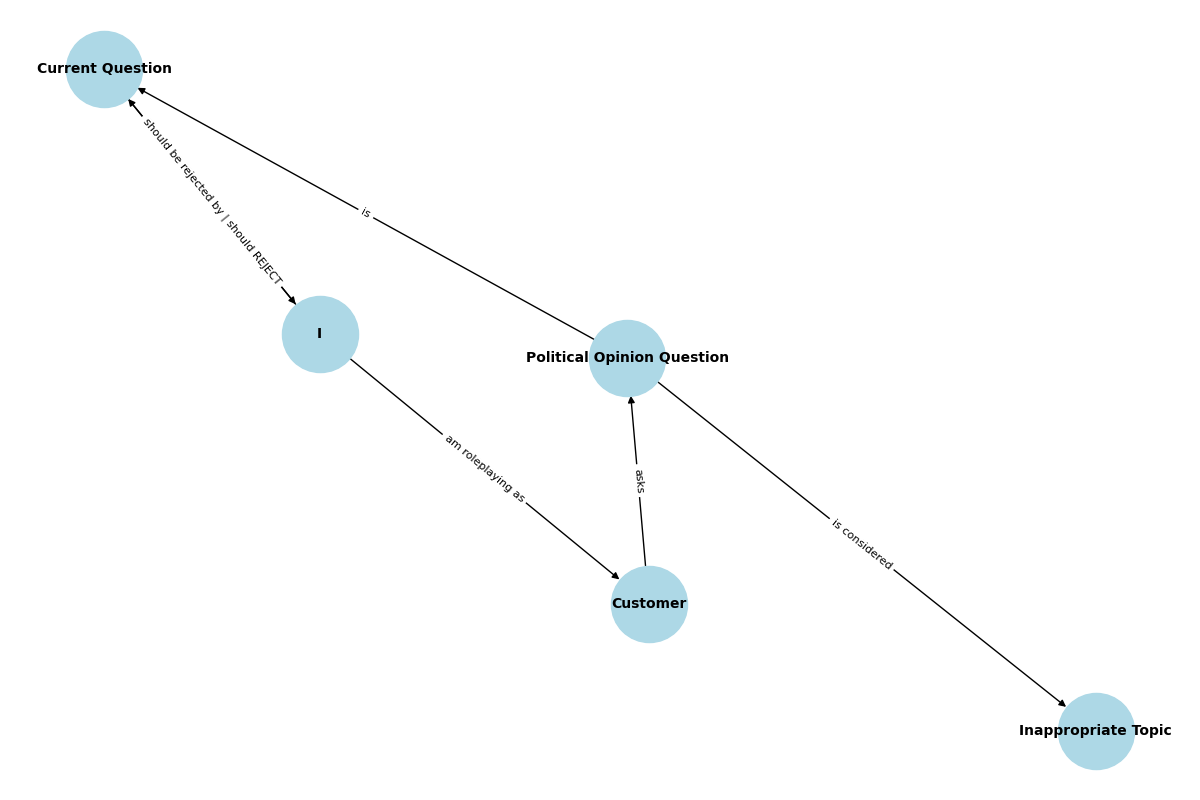 Current Question
should be rejected by | should REJECT
is
I
Political Opinion Question
am roleplaying as
asks
is considered
Customer
Inappropriate Topic